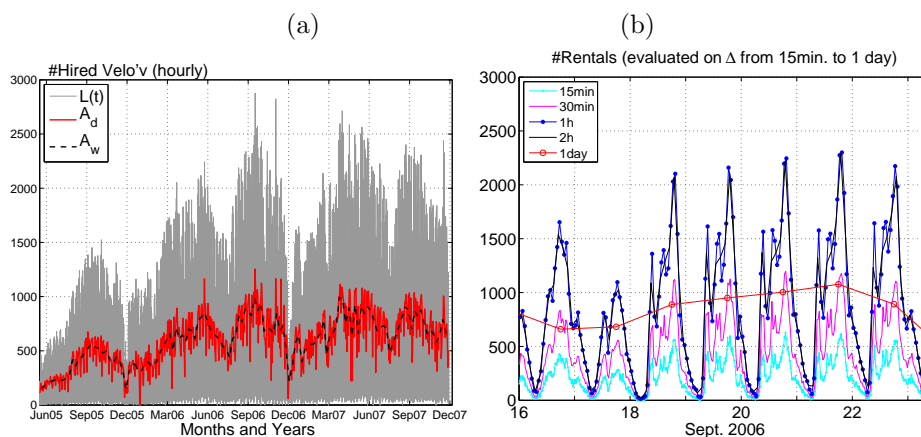 (a)
(b)
#Hired Velo'v (hourly)
3000
2500
2000
1500
1000
500
0
L(t)
A_d
A_w
Jun05 Sep05 Dec05 Mar06 Jun06 Sep06 Dec06 Mar07 Jun07 Sep07 Dec07
Months and Years
#Rentals (evaluated on Δ from 15min. to 1 day)
3000
2500
2000
1500
1000
500
0
15min
30min
1h
2h
1day
16 18 20 22
Sept. 2006